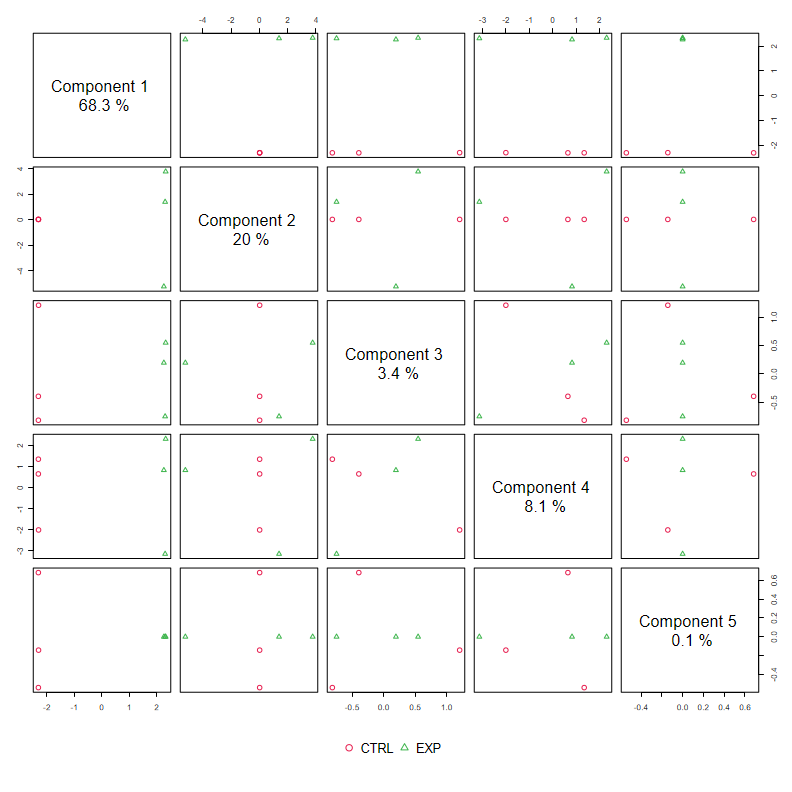 -4 -2 0 2 4
-3 -2 -1 0 1 2
Component 1
68.3 %
2
1
0
-1
-2
4
2
0
-2
-4
Component 2
20 %
Component 3
3.4 %
1.0
0.5
0.0
-0.5
2
1
0
-1
-2
-3
Component 4
8.1 %
Component 5
0.1 %
0.6
0.4
0.2
0.0
-0.4
-2 -1 0 1 2
-0.5 0.0 0.5 1.0
-0.4 0.0 0.2 0.4 0.6
CTRL EXP